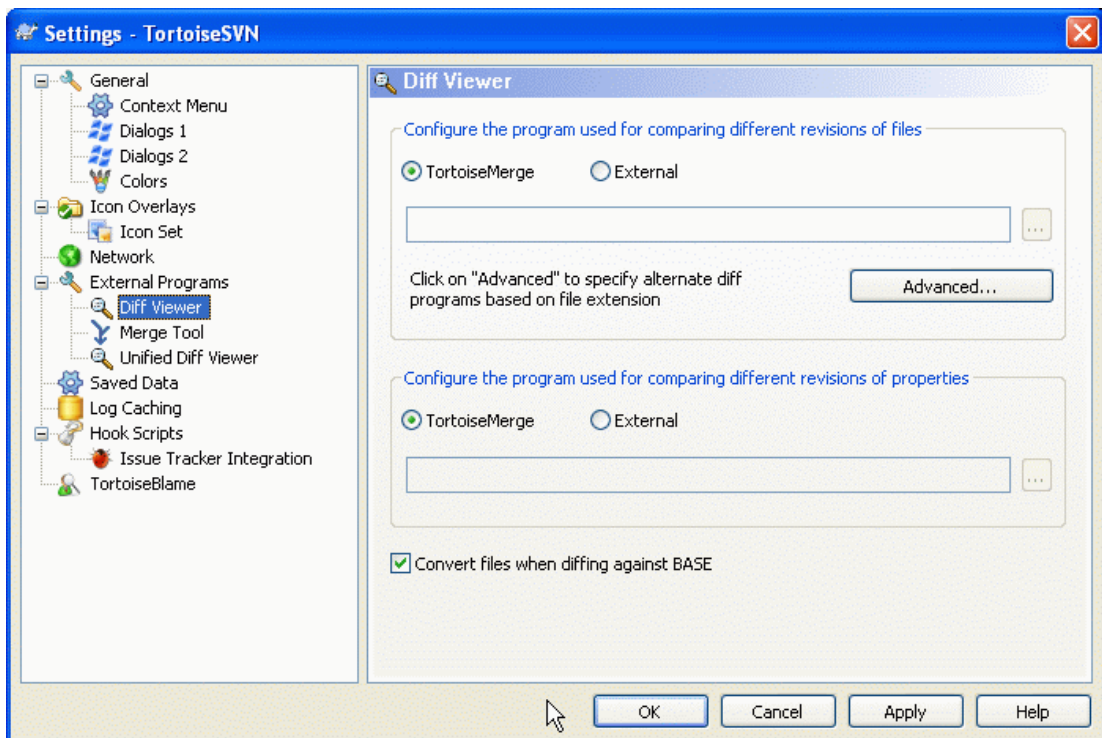 Settings - TortoiseSVN
General
Context Menu
Dialogs 1
Dialogs 2
Colors
Icon Overlays
Icon Set
Network
External Programs
Diff Viewer
Merge Tool
Unified Diff Viewer
Saved Data
Log Caching
Hook Scripts
Issue Tracker Integration
TortoiseBlame
Diff Viewer
Configure the program used for comparing different revisions of files
TortoiseMerge External
...
Click on "Advanced" to specify alternate diff
programs based on file extension
Advanced...
Configure the program used for comparing different revisions of properties
TortoiseMerge External
...
Convert files when diffing against BASE
OK Cancel Apply Help